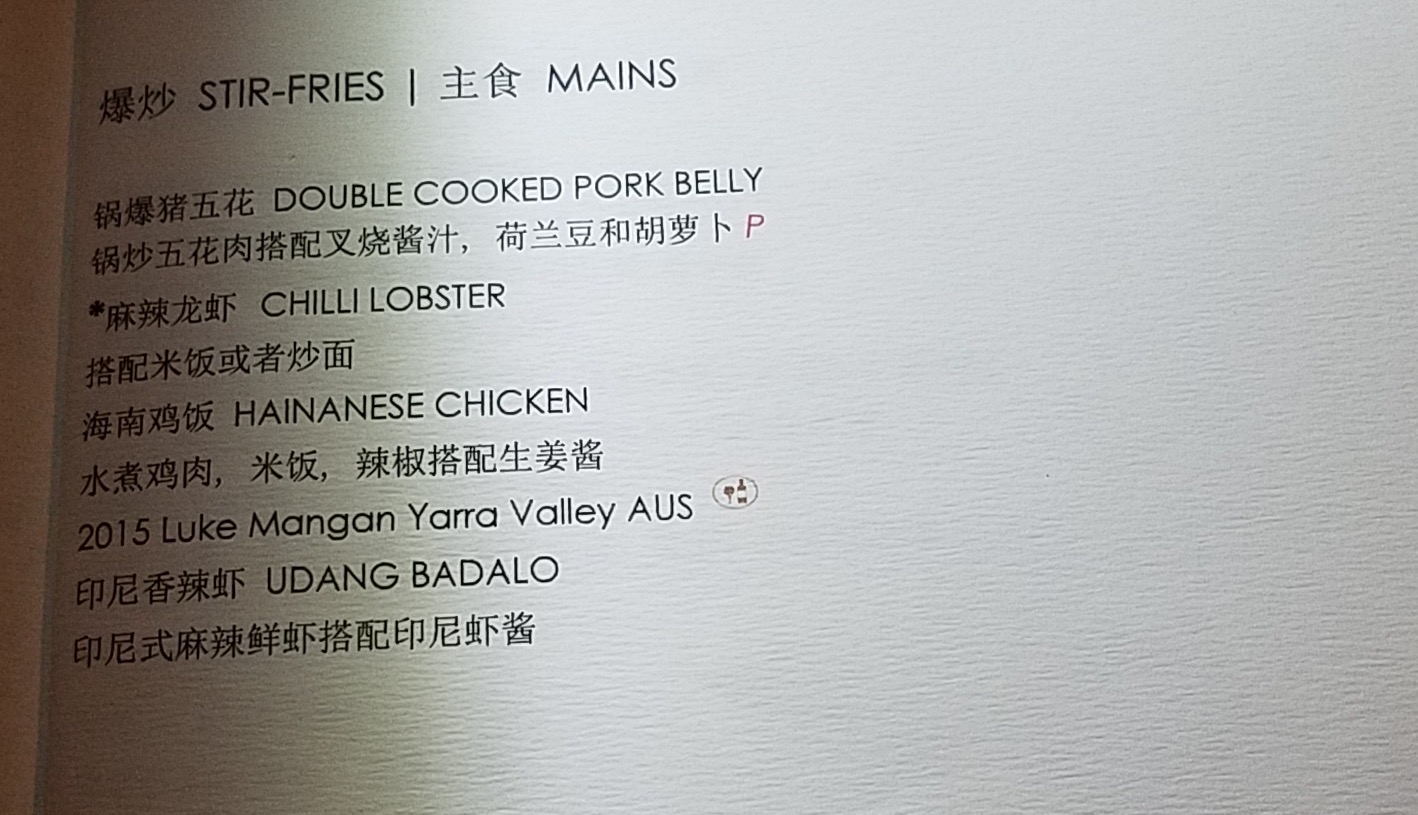 爆炒 STIR-FRIES | 主食 MAINS
锅爆猪五花 DOUBLE COOKED PORK BELLY
锅炒五花肉搭配叉烧酱汁，荷兰豆和胡萝卜 P
*麻辣龙虾 CHILLI LOBSTER
搭配米饭或者炒面
海南鸡饭 HAINANESE CHICKEN
水煮鸡肉，米饭，辣椒搭配生姜酱
2015 Luke Mangan Yarra Valley AUS
印尼香辣虾 UDANG BADALO
印尼式麻辣鲜虾搭配印尼虾酱